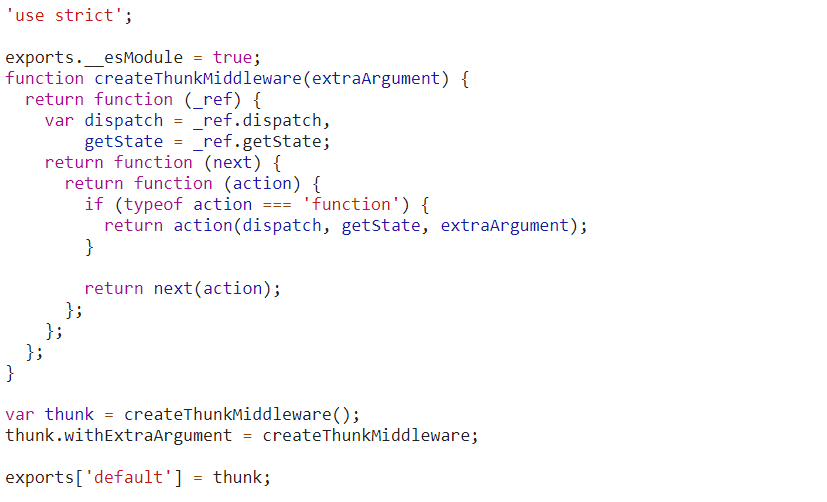 'use strict';

exports.__esModule = true;
function createThunkMiddleware(extraArgument) {
  return function (_ref) {
    var dispatch = _ref.dispatch,
        getState = _ref.getState;
    return function (next) {
      return function (action) {
        if (typeof action === 'function') {
          return action(dispatch, getState, extraArgument);
        }

        return next(action);
      };
    };
  };
}

var thunk = createThunkMiddleware();
thunk.withExtraArgument = createThunkMiddleware;

exports['default'] = thunk;